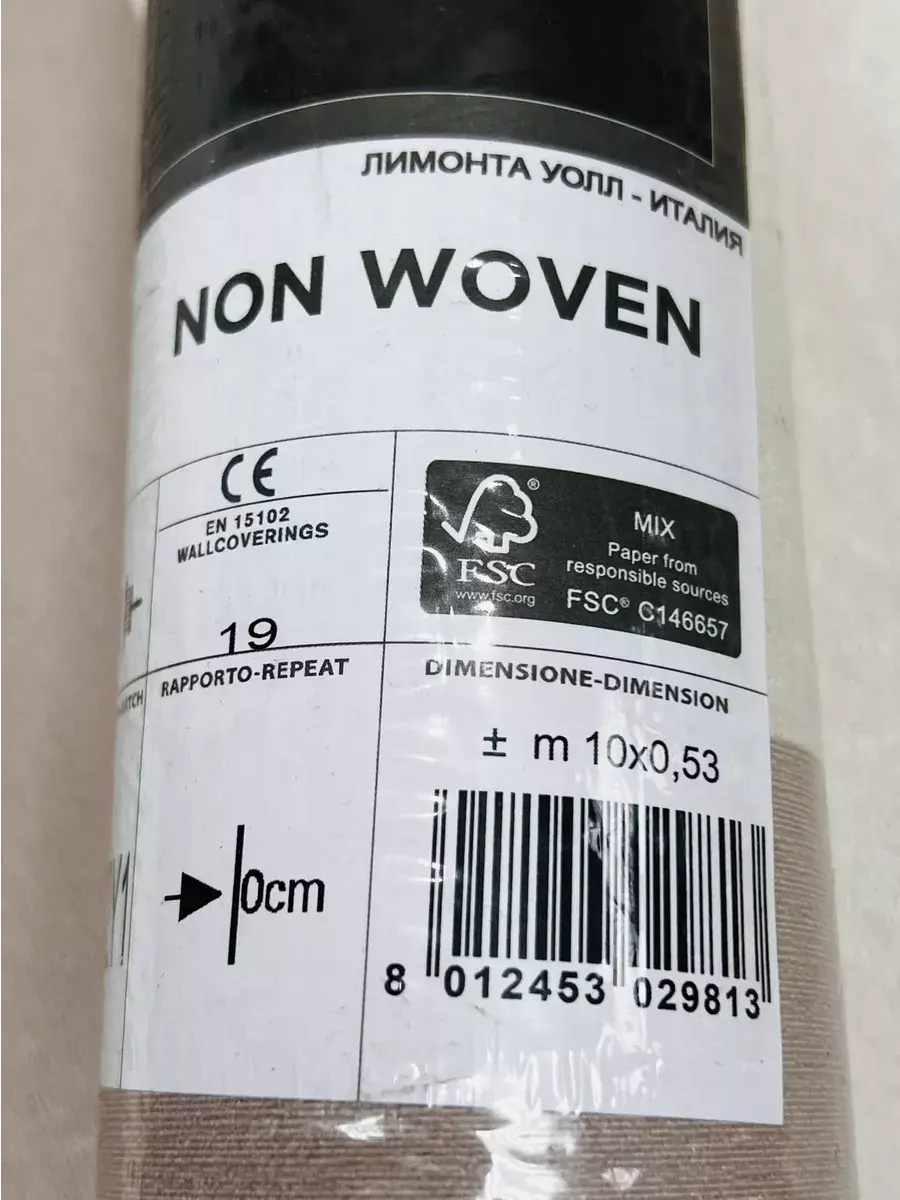 ЛИМОНТА УОЛЛ - ИТАЛИЯ
NON WOVEN
CE
EN 15102
WALLCOVERINGS
19
®
FSC
www.fsc.org
MIX
Paper from
responsible sources
FSC® C146657
RAPPORTO-REPEAT
0cm
DIMENSIONE-DIMENSION
± m 10x0,53
8 012453 029813